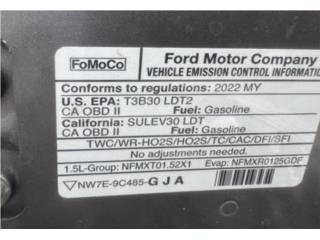 FoMoCo
Ford Motor Company
VEHICLE EMISSION CONTROL INFORMATI
Conforms to regulations: 2022 MY
U.S. EPA: T3B30 LDT2
CA OBD II Fuel: Gasoline
California: SULEV30 LDT
CA OBD II Fuel: Gasoline
TWC/WR-HO2S/HO2S/TC/CAC/DFI/SFI
No adjustments needed.
1.5L-Group: NFMXT01.52X1 Evap: NFMXR0125GDF
NW7E-9C485-GJA